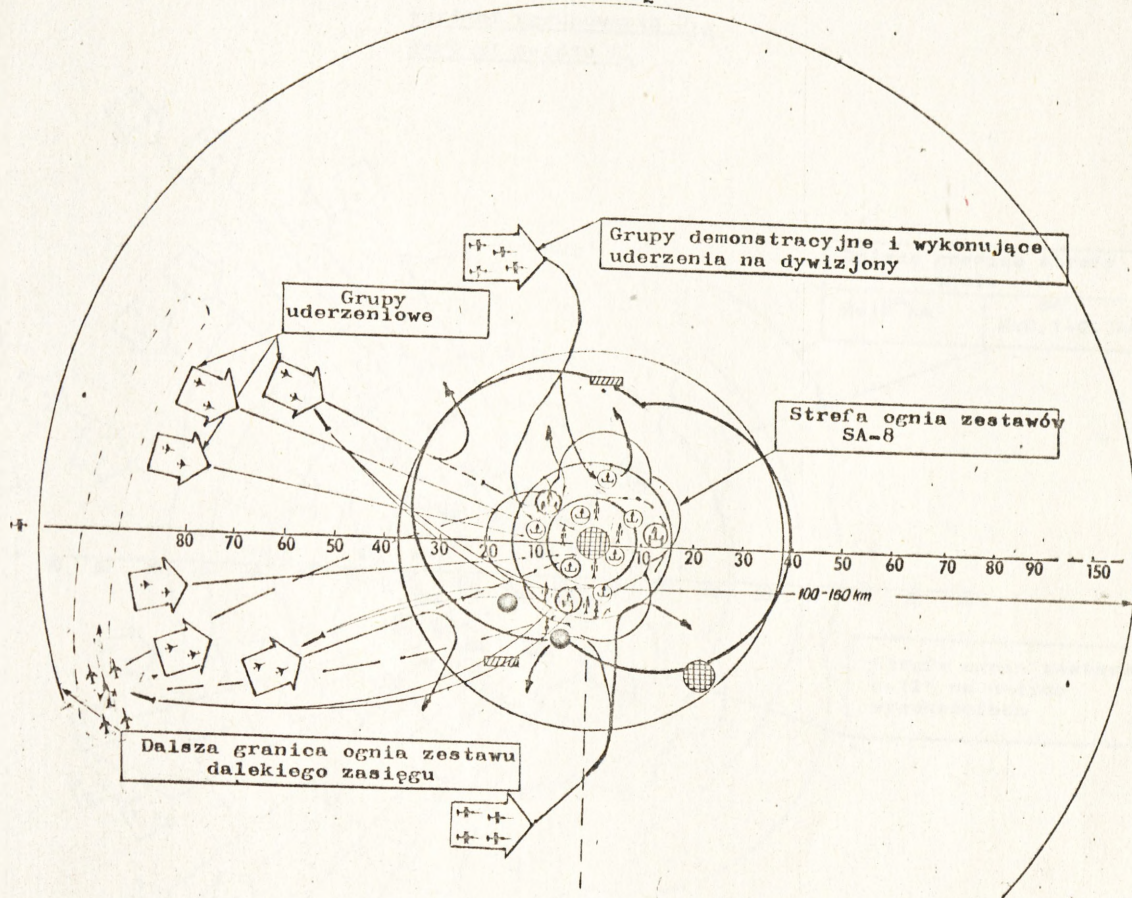 Grupy demonstracyjne i wykonujące
uderzenia na dywizjony
Grupy
uderzeniowe
Strefa ognia zestawów
SA-8
80 70 60 50 40 30 20 10 10 20 30 40 50 60 70 80 90 150
100-160 km
Dalsza granica ognia zestawu
dalekiego zasięgu